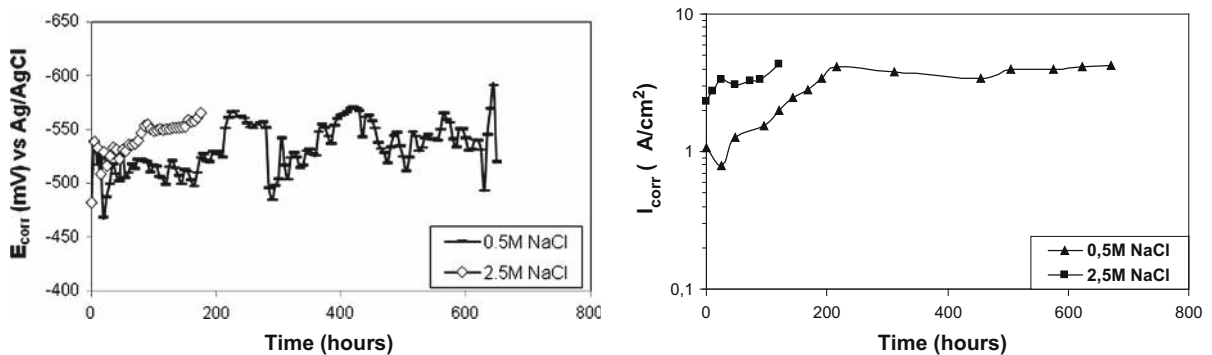 -650
-600
-550
-500
-450
-400
E_corr (mV) vs Ag/AgCl
0.5M NaCl
2.5M NaCl
0 200 400 600 800
Time (hours)
10
1
0,1
I_corr ( A/cm²)
0,5M NaCl
2,5M NaCl
0 200 400 600 800
Time (hours)